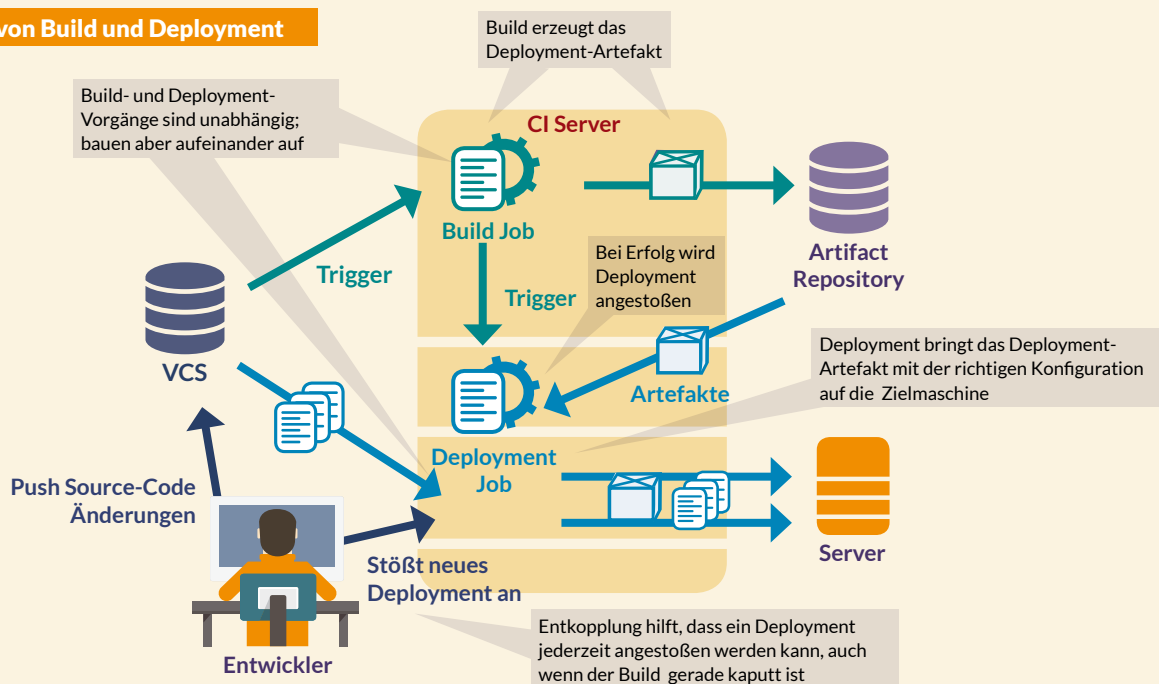 von Build und Deployment
Build erzeugt das
Deployment-Artefakt
Build- und Deployment-
Vorgänge sind unabhängig;
bauen aber aufeinander auf
CI Server
Build Job
Trigger
Trigger
Bei Erfolg wird
Deployment
angestoßen
Artifact
Repository
VCS
Artefakte
Deployment bringt das Deployment-
Artefakt mit der richtigen Konfiguration
auf die Zielmaschine
Deployment
Job
Push Source-Code
Änderungen
Server
Stößt neues
Deployment an
Entwickler
Entkopplung hilft, dass ein Deployment
jederzeit angestoßen werden kann, auch
wenn der Build gerade kaputt ist